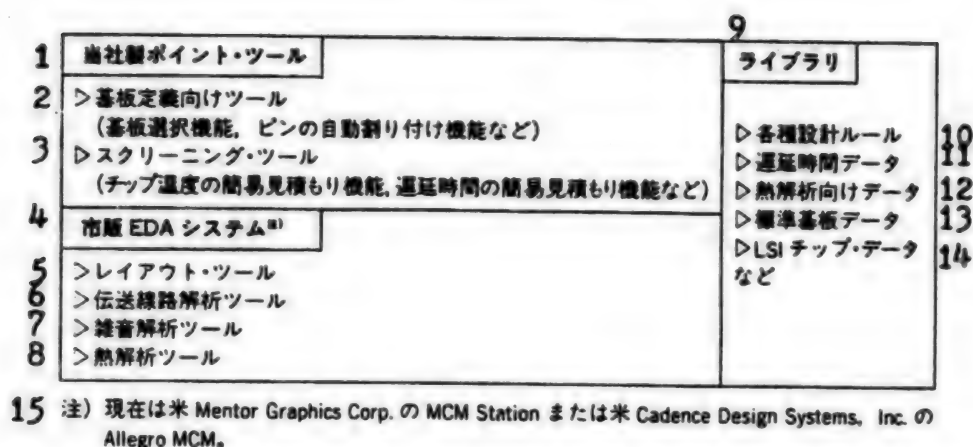 9
1 当社製ポイント・ツール
2 ▷基板定義向けツール
(基板選択機能, ピンの自動割り付け機能など)
3 ▷スクリーニング・ツール
(チップ温度の簡易見積もり機能, 遅延時間の簡易見積もり機能など)
4 市販 EDA システム注)
5 ▷レイアウト・ツール
6 ▷伝送線路解析ツール
7 ▷雑音解析ツール
8 ▷熱解析ツール
ライブラリ
▷各種設計ルール 10
▷遅延時間データ 11
▷熱解析向けデータ 12
▷標準基板データ 13
▷LSI チップ・データ 14
など
15 注) 現在は米 Mentor Graphics Corp. の MCM Station または米 Cadence Design Systems, Inc. の
Allegro MCM。